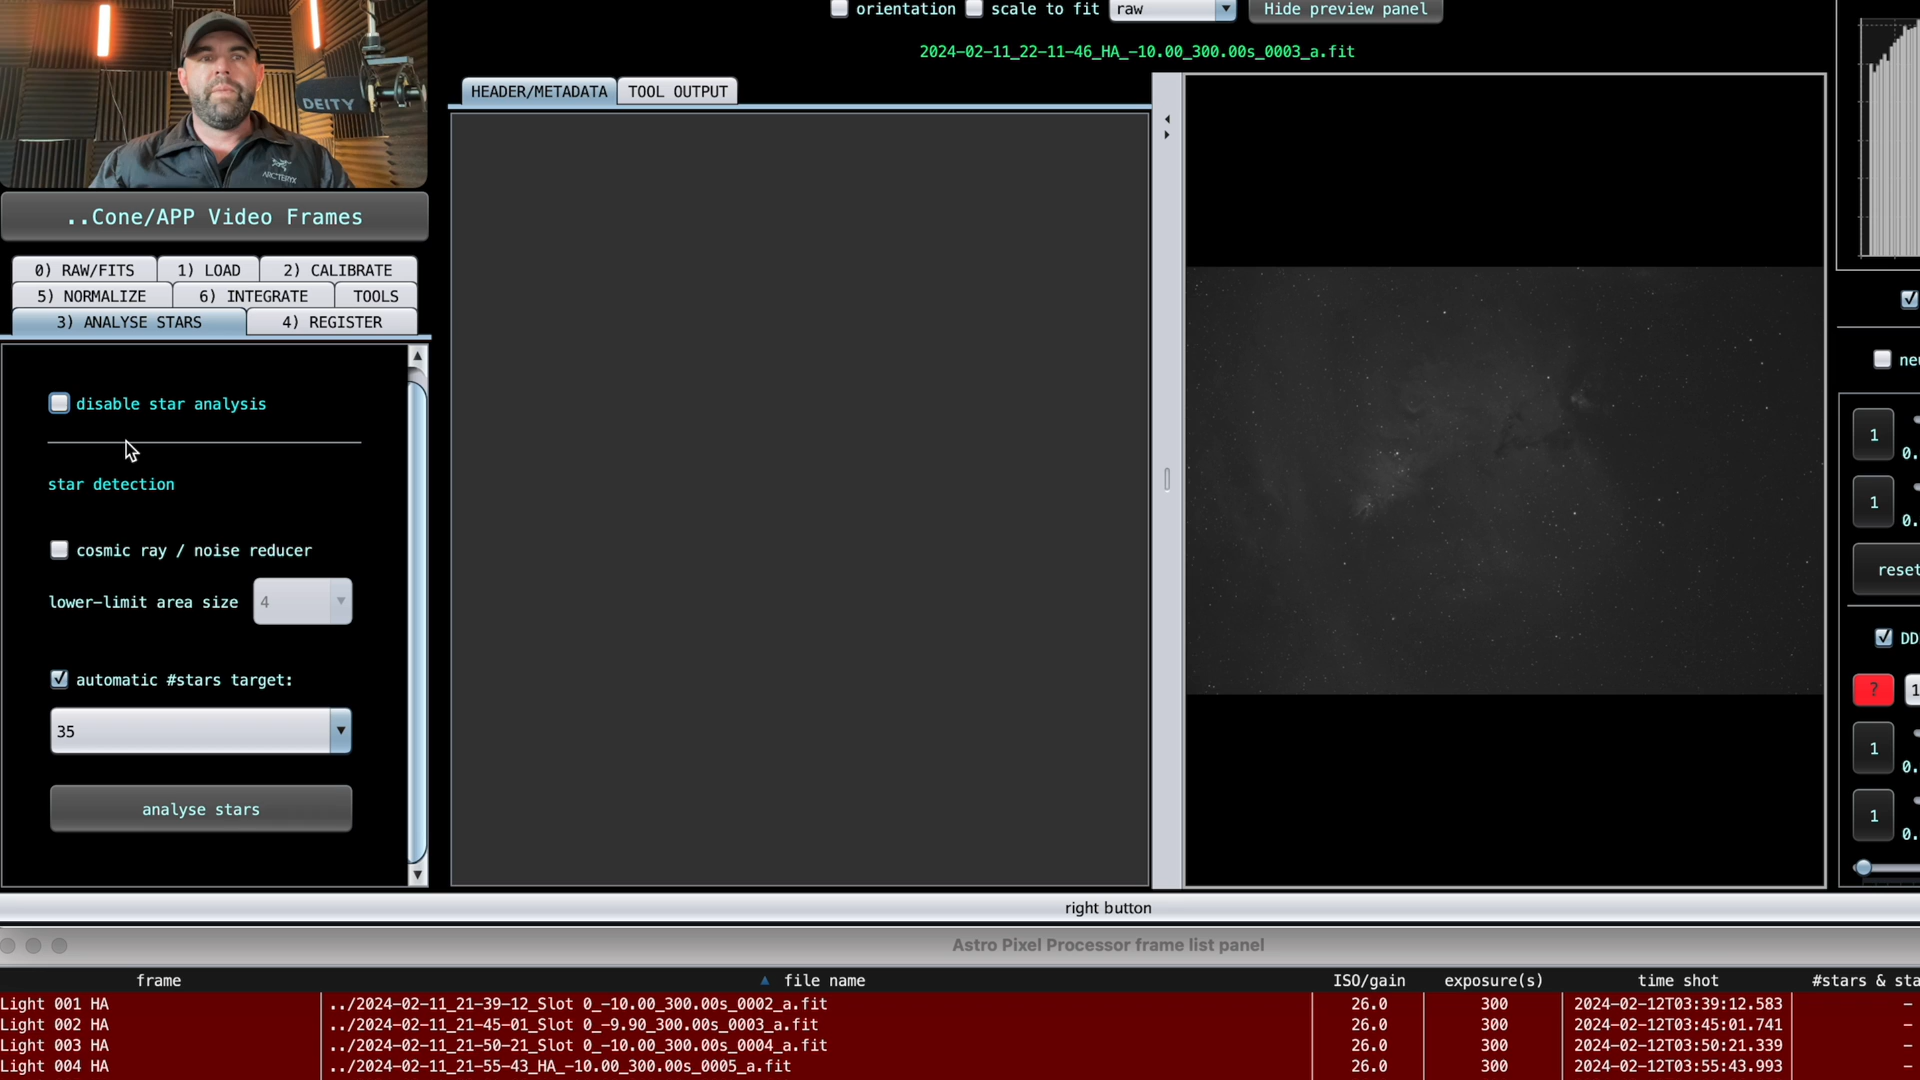 orientation scale to fit raw Hide preview panel
2024-02-11_22-11-46_HA_-10.00_300.00s_0003_a.fit
DEITY
ARC'TERYX
HEADER/METADATA TOOL OUTPUT
..Cone/APP Video Frames
0) RAW/FITS 1) LOAD 2) CALIBRATE
5) NORMALIZE 6) INTEGRATE TOOLS
3) ANALYSE STARS 4) REGISTER
disable star analysis
star detection
cosmic ray / noise reducer
lower-limit area size 4
automatic #stars target:
35
analyse stars
1
0.
1
0.
reset
DD
? 1
1
0.
1
0.
right button
Astro Pixel Processor frame list panel
frame ▲ file name ISO/gain exposure(s) time shot #stars & sta
Light 001 HA ../2024-02-11_21-39-12_Slot 0_-10.00_300.00s_0002_a.fit 26.0 300 2024-02-12T03:39:12.583 -
Light 002 HA ../2024-02-11_21-45-01_Slot 0_-9.90_300.00s_0003_a.fit 26.0 300 2024-02-12T03:45:01.741 -
Light 003 HA ../2024-02-11_21-50-21_Slot 0_-10.00_300.00s_0004_a.fit 26.0 300 2024-02-12T03:50:21.339 -
Light 004 HA ../2024-02-11_21-55-43_HA_-10.00_300.00s_0005_a.fit 26.0 300 2024-02-12T03:55:43.993 -